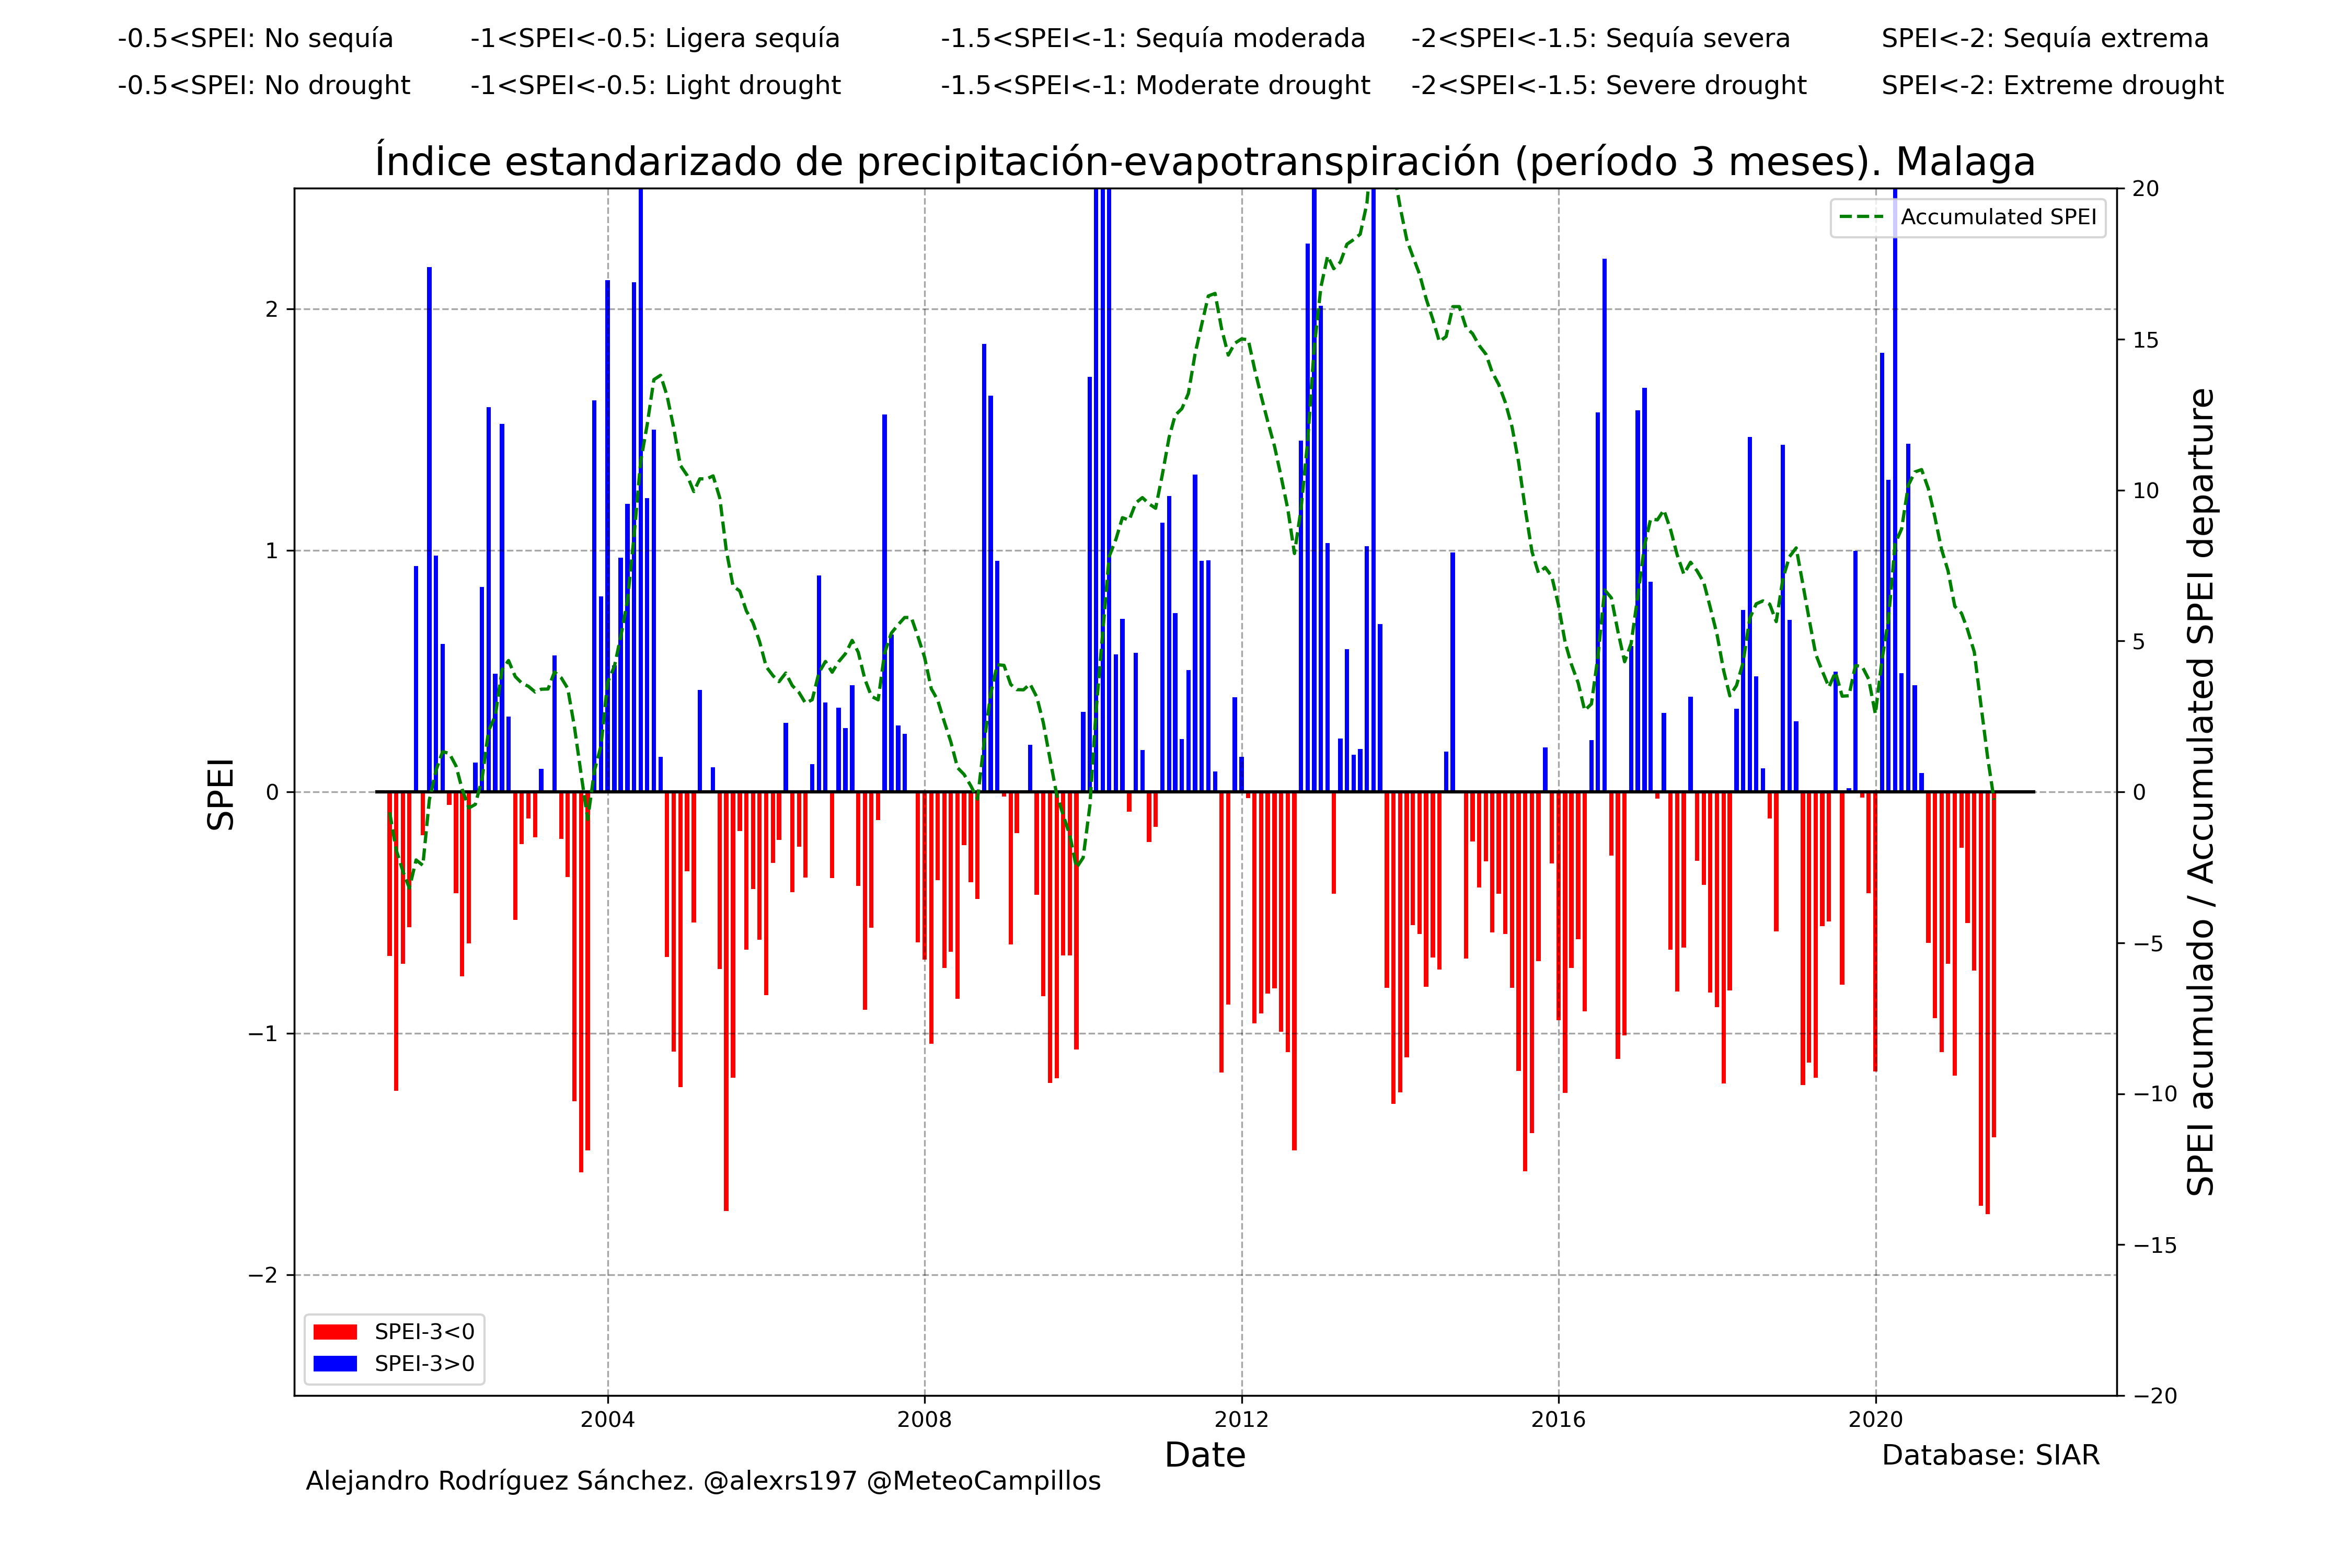 -0.5<SPEI: No sequía
-1<SPEI<-0.5: Ligera sequía
-1.5<SPEI<-1: Sequía moderada
-2<SPEI<-1.5: Sequía severa
SPEI<-2: Sequía extrema
-0.5<SPEI: No drought
-1<SPEI<-0.5: Light drought
-1.5<SPEI<-1: Moderate drought
-2<SPEI<-1.5: Severe drought
SPEI<-2: Extreme drought
Índice estandarizado de precipitación-evapotranspiración (período 3 meses). Malaga
SPEI
2
1
0
−1
−2
Accumulated SPEI
20
15
10
5
0
−5
−10
−15
−20
SPEI acumulado / Accumulated SPEI departure
SPEI-3<0
SPEI-3>0
2004
2008
2012
2016
2020
Date
Database: SIAR
Alejandro Rodríguez Sánchez. @alexrs197 @MeteoCampillos